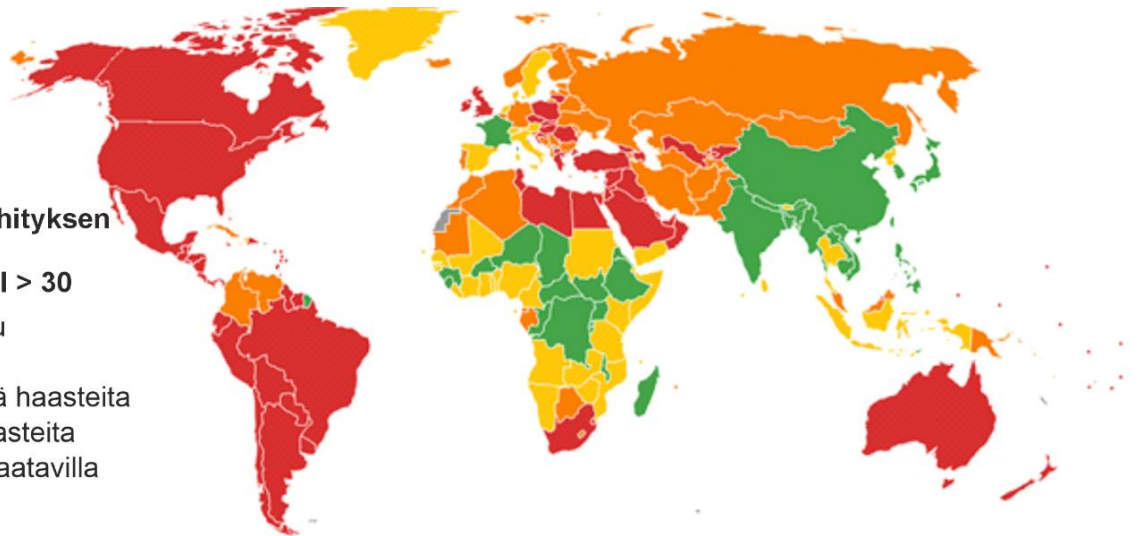 hityksen
l > 30
u
ä haasteita
asteita
aatavilla